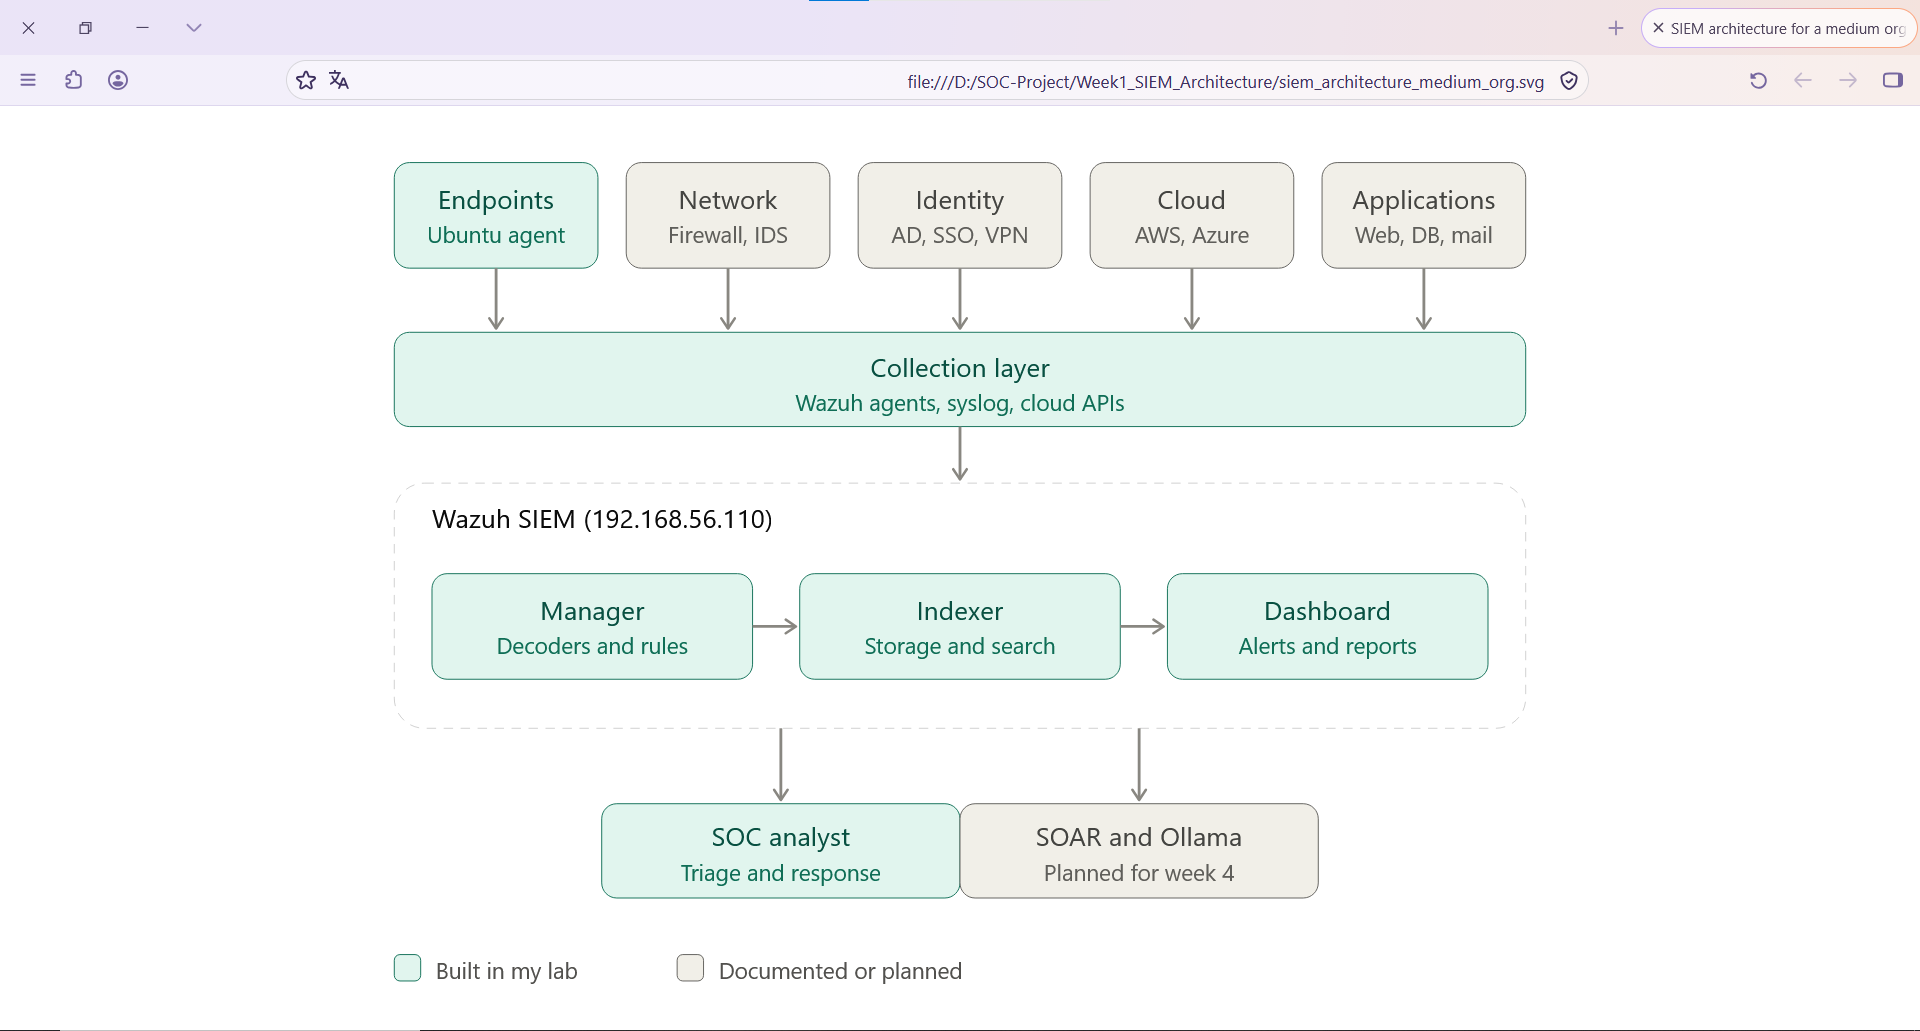 SIEM architecture for a medium org
file:///D:/SOC-Project/Week1_SIEM_Architecture/siem_architecture_medium_org.svg
Endpoints
Ubuntu agent
Network
Firewall, IDS
Identity
AD, SSO, VPN
Cloud
AWS, Azure
Applications
Web, DB, mail
Collection layer
Wazuh agents, syslog, cloud APIs
Wazuh SIEM (192.168.56.110)
Manager
Decoders and rules
Indexer
Storage and search
Dashboard
Alerts and reports
SOC analyst
Triage and response
SOAR and Ollama
Planned for week 4
Built in my lab
Documented or planned